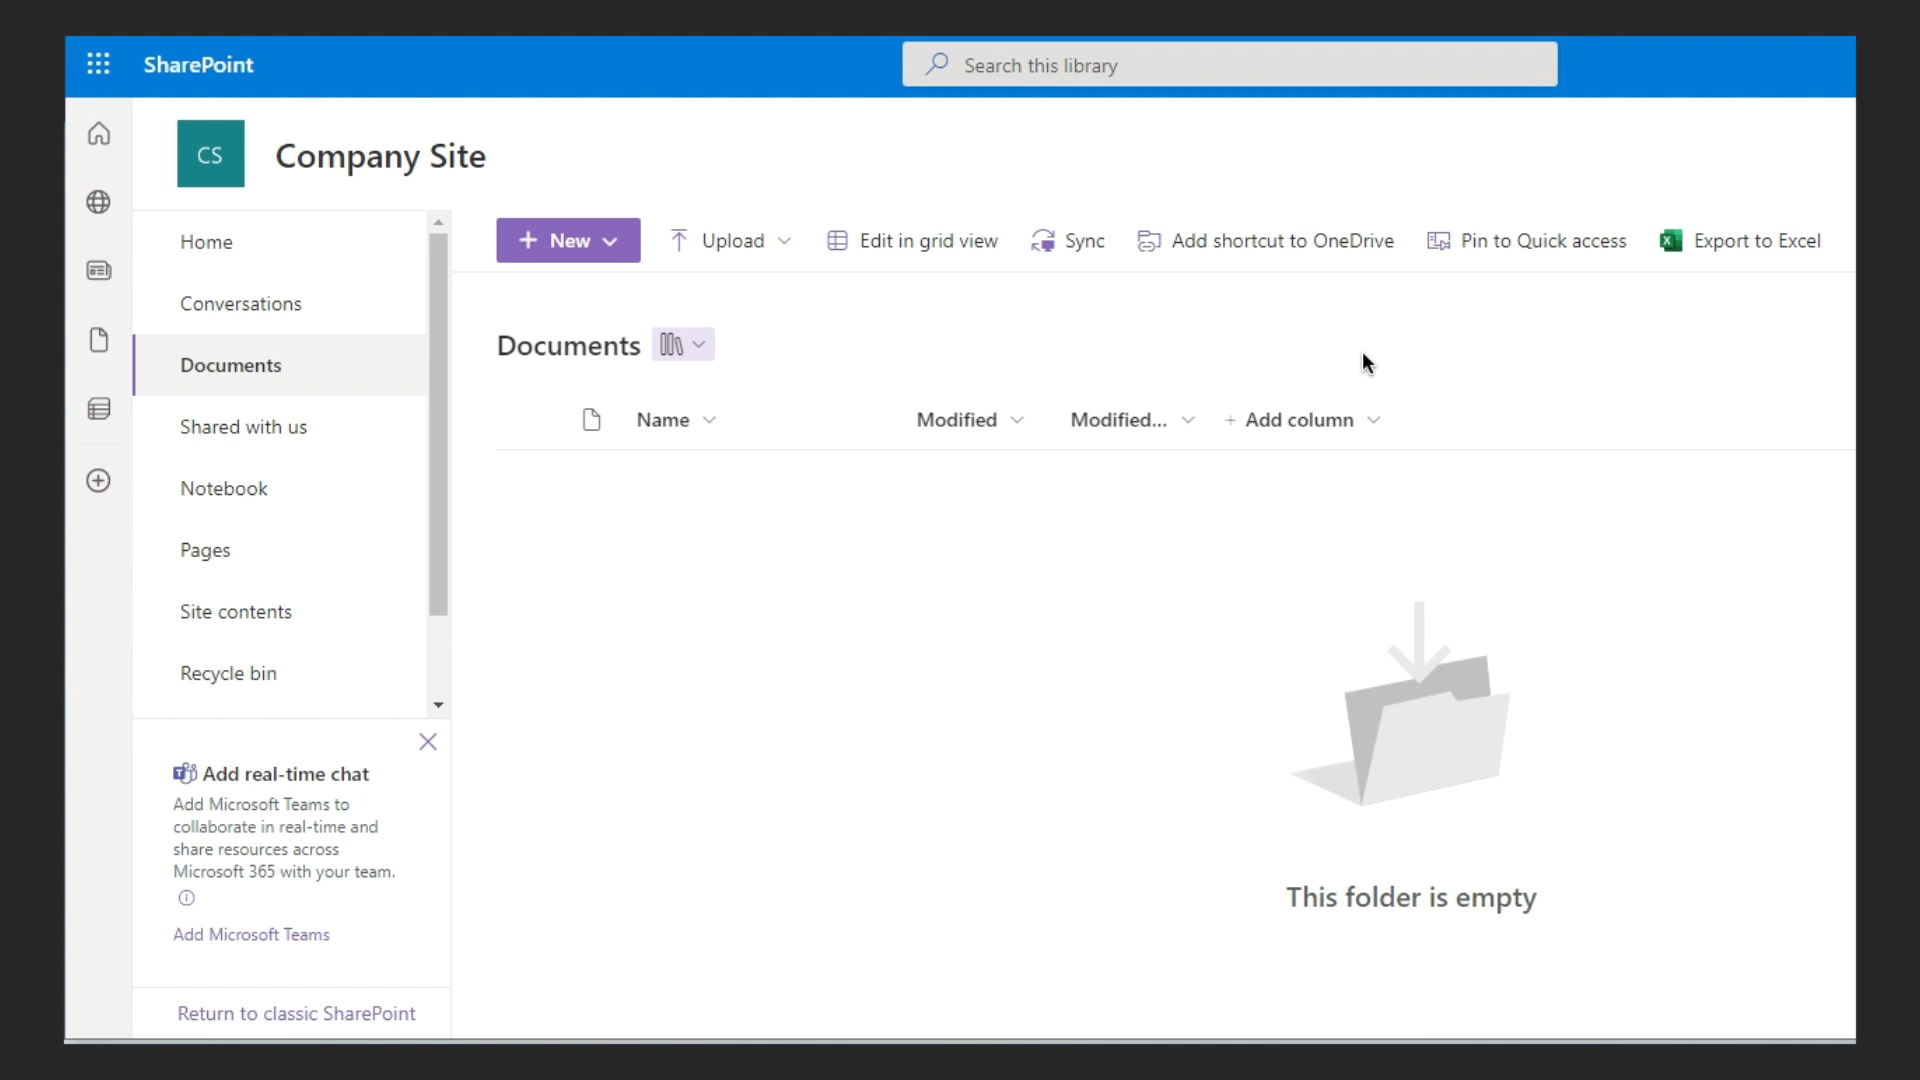 SharePoint
Search this library
CS
Company Site
Home
Conversations
Documents
Shared with us
Notebook
Pages
Site contents
Recycle bin
Add real-time chat
Add Microsoft Teams to
collaborate in real-time and
share resources across
Microsoft 365 with your team.
Add Microsoft Teams
Return to classic SharePoint
+ New
Upload
Edit in grid view
Sync
Add shortcut to OneDrive
Pin to Quick access
Export to Excel
Documents
Name
Modified
Modified...
+ Add column
This folder is empty